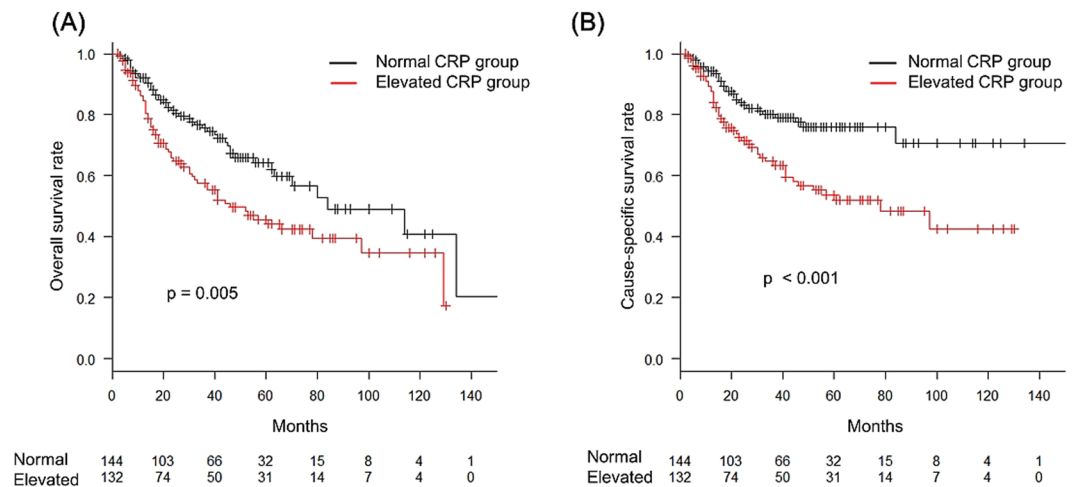 (A)
Normal CRP group
Elevated CRP group
Overall survival rate
1.0
0.8
0.6
0.4
0.2
0.0
p = 0.005
0 20 40 60 80 100 120 140
Months
Normal 144 103 66 32 15 8 4 1
Elevated 132 74 50 31 14 7 4 0
(B)
Normal CRP group
Elevated CRP group
Cause-specific survival rate
1.0
0.8
0.6
0.4
0.2
0.0
p < 0.001
0 20 40 60 80 100 120 140
Months
Normal 144 103 66 32 15 8 4 1
Elevated 132 74 50 31 14 7 4 0